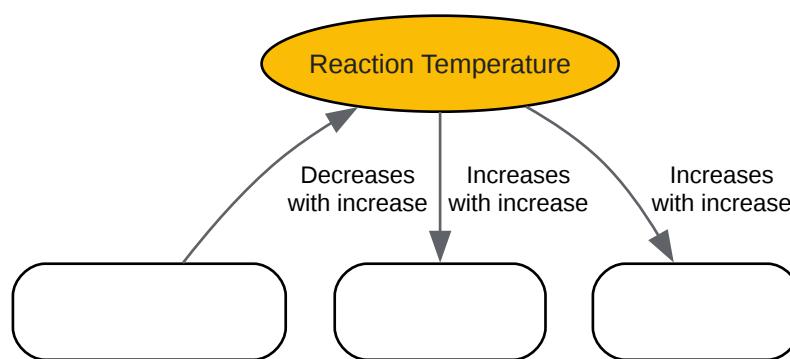 Reaction Temperature
Decreases
with increase
Increases
with increase
Increases
with increase